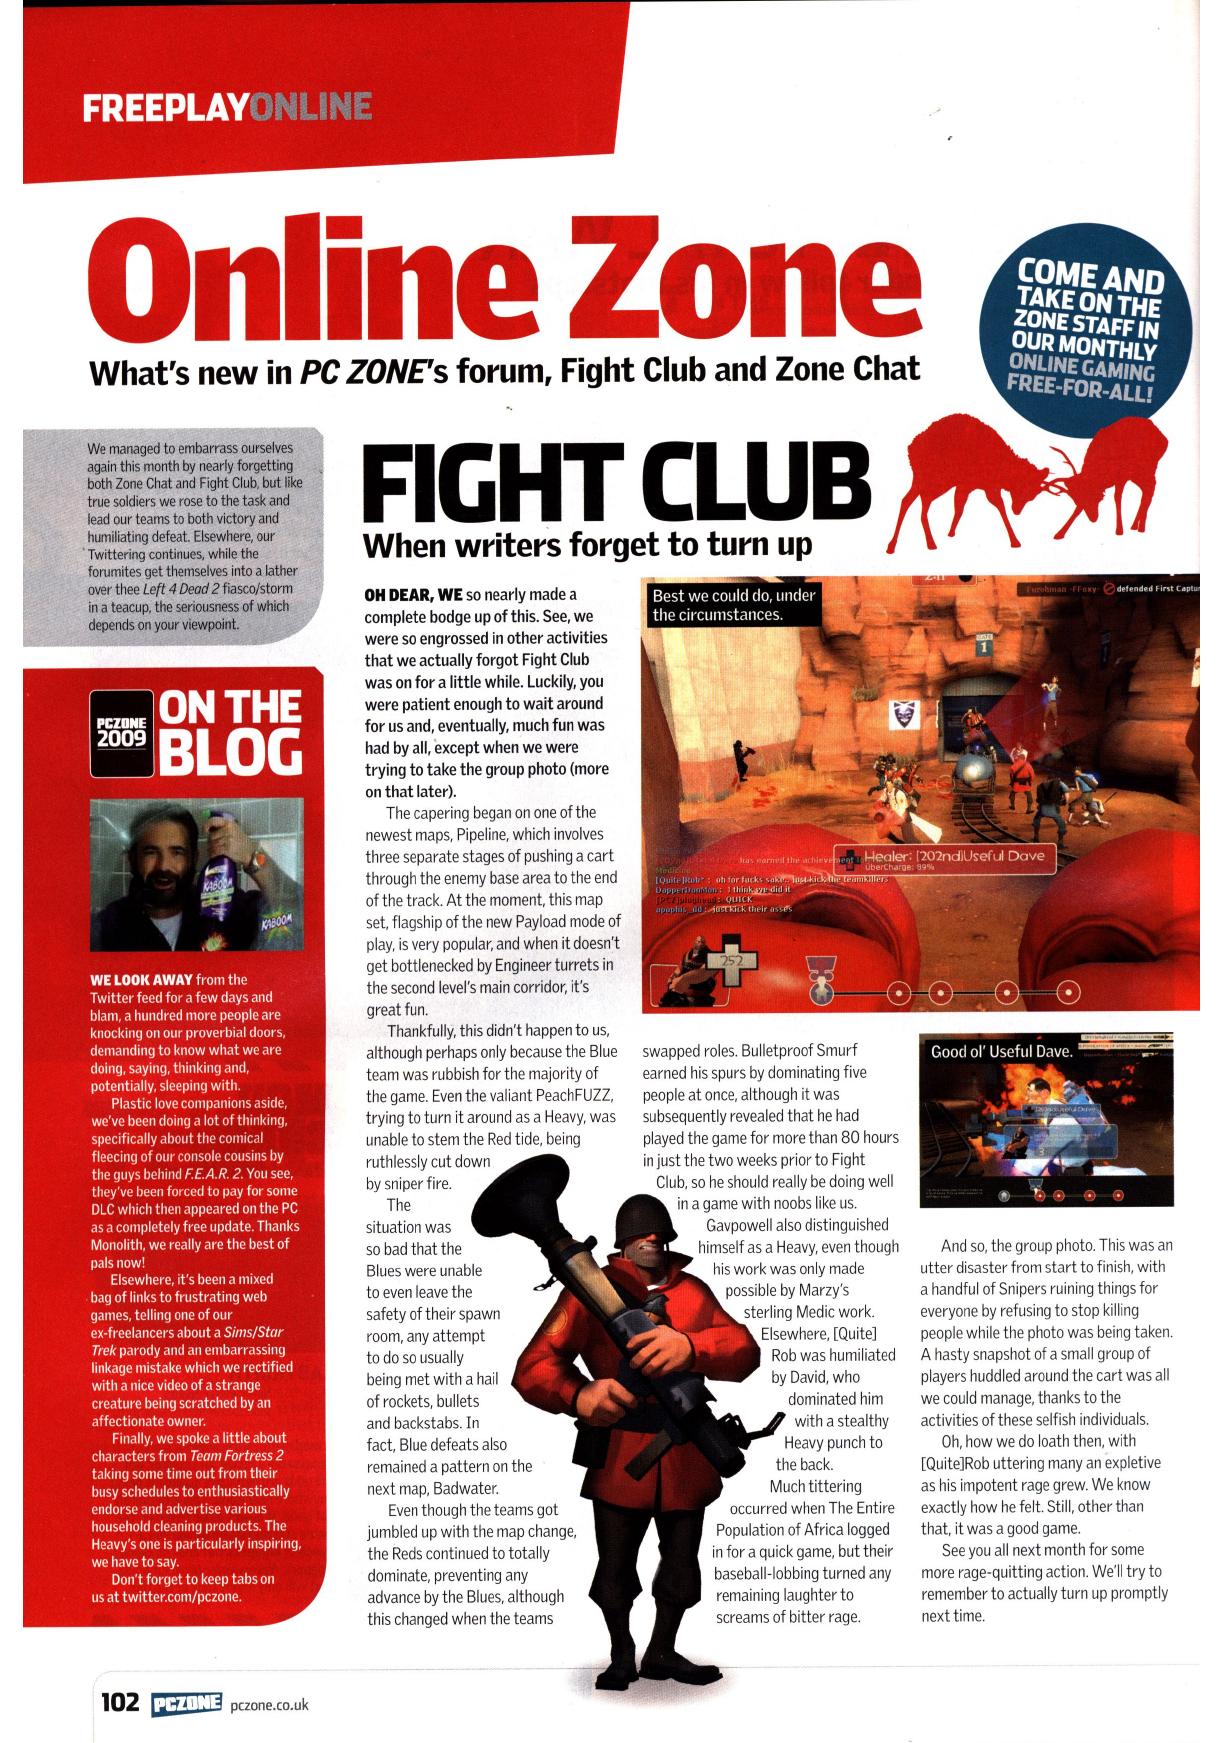 FREEPLAYONLINE
Online Zone
What's new in PC ZONE's forum, Fight Club and Zone Chat
COME AND
TAKE ON THE
ZONE STAFF IN
OUR MONTHLY
ONLINE GAMING
FREE-FOR-ALL!
We managed to embarrass ourselves
again this month by nearly forgetting
both Zone Chat and Fight Club, but like
true soldiers we rose to the task and
lead our teams to both victory and
humiliating defeat. Elsewhere, our
Twittering continues, while the
forumites get themselves into a lather
over thee Left 4 Dead 2 fiasco/storm
in a teacup, the seriousness of which
depends on your viewpoint.
PCZONE
2009
ON THE
BLOG
KABOOM
KABOOM
WE LOOK AWAY from the
Twitter feed for a few days and
blam, a hundred more people are
knocking on our proverbial doors,
demanding to know what we are
doing, saying, thinking and,
potentially, sleeping with.
Plastic love companions aside,
we've been doing a lot of thinking,
specifically about the comical
fleecing of our console cousins by
the guys behind F.E.A.R. 2. You see,
they've been forced to pay for some
DLC which then appeared on the PC
as a completely free update. Thanks
Monolith, we really are the best of
pals now!
Elsewhere, it's been a mixed
bag of links to frustrating web
games, telling one of our
ex-freelancers about a Sims/Star
Trek parody and an embarrassing
linkage mistake which we rectified
with a nice video of a strange
creature being scratched by an
affectionate owner.
Finally, we spoke a little about
characters from Team Fortress 2
taking some time out from their
busy schedules to enthusiastically
endorse and advertise various
household cleaning products. The
Heavy's one is particularly inspiring,
we have to say.
Don't forget to keep tabs on
us at twitter.com/pczone.
FIGHT CLUB
When writers forget to turn up
OH DEAR, WE so nearly made a
complete bodge up of this. See, we
were so engrossed in other activities
that we actually forgot Fight Club
was on for a little while. Luckily, you
were patient enough to wait around
for us and, eventually, much fun was
had by all, except when we were
trying to take the group photo (more
on that later).
The capering began on one of the
newest maps, Pipeline, which involves
three separate stages of pushing a cart
through the enemy base area to the end
of the track. At the moment, this map
set, flagship of the new Payload mode of
play, is very popular, and when it doesn't
get bottlenecked by Engineer turrets in
the second level's main corridor, it's
great fun.
Thankfully, this didn't happen to us,
although perhaps only because the Blue
team was rubbish for the majority of
the game. Even the valiant PeachFUZZ,
trying to turn it around as a Heavy, was
unable to stem the Red tide, being
ruthlessly cut down
by sniper fire.
The
situation was
so bad that the
Blues were unable
to even leave the
safety of their spawn
room, any attempt
to do so usually
being met with a hail
of rockets, bullets
and backstabs. In
fact, Blue defeats also
remained a pattern on the
next map, Badwater.
Even though the teams got
jumbled up with the map change,
the Reds continued to totally
dominate, preventing any
advance by the Blues, although
this changed when the teams
Best we could do, under
the circumstances.
defended First Captur
GATE
1
has earned the achievement
Healer: [202nd]Useful Dave
ÜberCharge: 99%
[Quite]Rob* : oh for fucks sake.. just kick the teamkillers
DapperDanMan : I think we did it
QUICK
apophis_dd : just kick their asses
252
swapped roles. Bulletproof Smurf
earned his spurs by dominating five
people at once, although it was
subsequently revealed that he had
played the game for more than 80 hours
in just the two weeks prior to Fight
Club, so he should really be doing well
in a game with noobs like us.
Gavpowell also distinguished
himself as a Heavy, even though
his work was only made
possible by Marzy's
sterling Medic work.
Elsewhere, [Quite]
Rob was humiliated
by David, who
dominated him
with a stealthy
Heavy punch to
the back.
Much tittering
occurred when The Entire
Population of Africa logged
in for a quick game, but their
baseball-lobbing turned any
remaining laughter to
screams of bitter rage.
Good ol' Useful Dave.
And so, the group photo. This was an
utter disaster from start to finish, with
a handful of Snipers ruining things for
everyone by refusing to stop killing
people while the photo was being taken.
A hasty snapshot of a small group of
players huddled around the cart was all
we could manage, thanks to the
activities of these selfish individuals.
Oh, how we do loath then, with
[Quite]Rob uttering many an expletive
as his impotent rage grew. We know
exactly how he felt. Still, other than
that, it was a good game.
See you all next month for some
more rage-quitting action. We'll try to
remember to actually turn up promptly
next time.
102 PCZONE pczone.co.uk